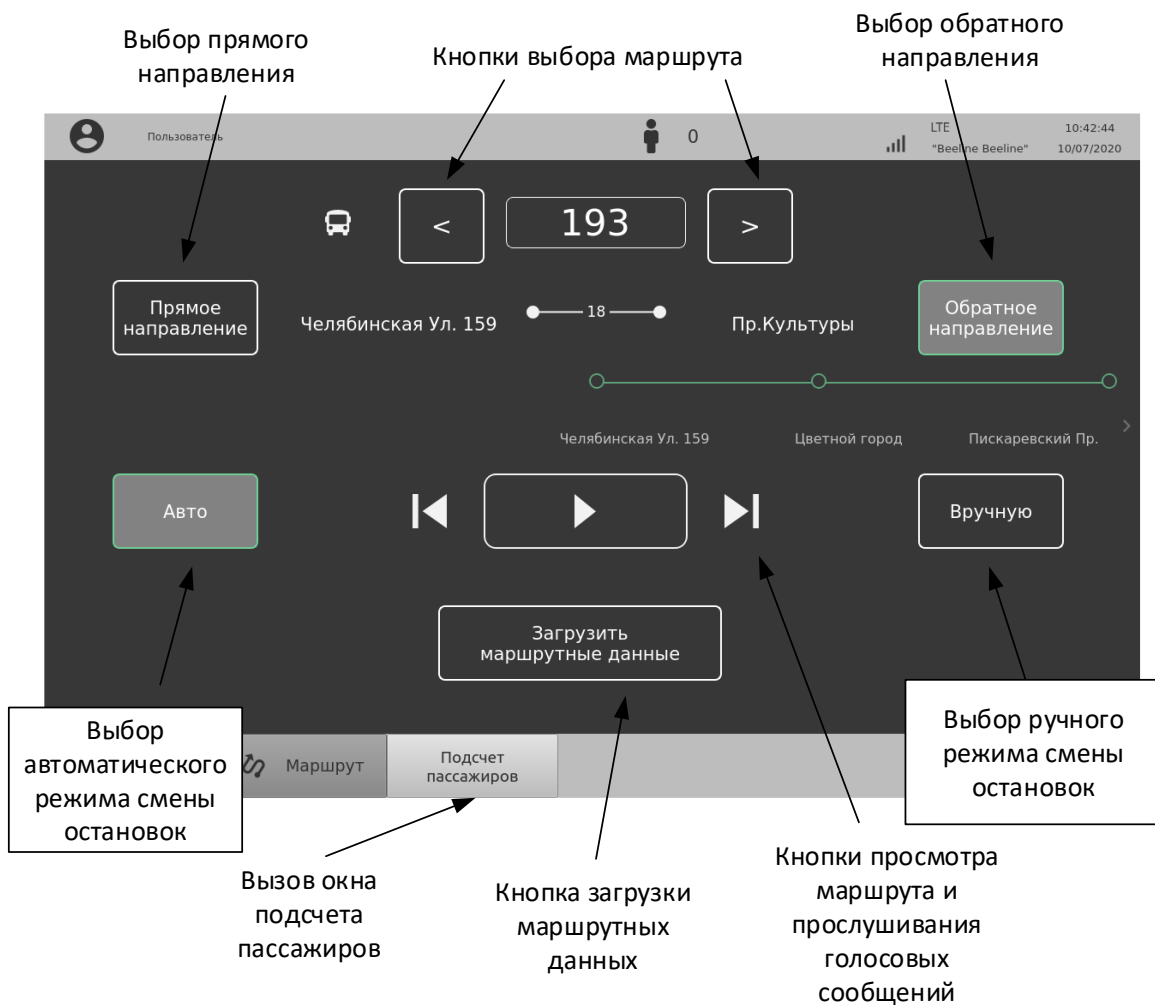 Выбор прямого
направления
Кнопки выбора маршрута
Выбор обратного
направления
Пользователь
0
LTE
"Beeline Beeline"
10:42:44
10/07/2020
<
193
>
Прямое
направление
Челябинская Ул. 159
18
Пр.Культуры
Обратное
направление
Челябинская Ул. 159
Цветной город
Пискаревский Пр.
>
Авто
Вручную
Загрузить
маршрутные данные
Выбор
автоматического
режима смены
остановок
Маршрут
Подсчет
пассажиров
Выбор ручного
режима смены
остановок
Вызов окна
подсчета
пассажиров
Кнопка загрузки
маршрутных
данных
Кнопки просмотра
маршрута и
прослушивания
голосовых
сообщений